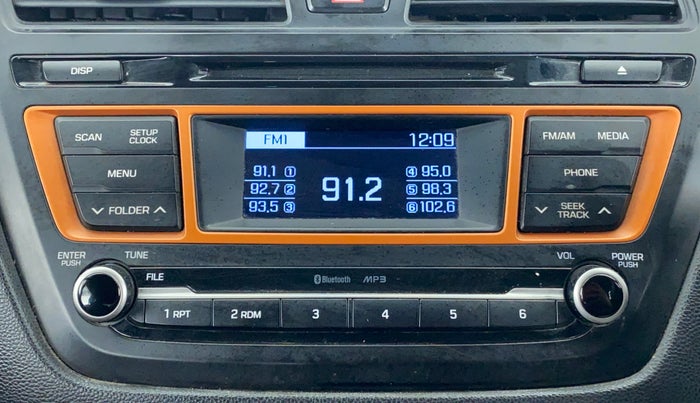 DISP
SCAN SETUP CLOCK
MENU
FOLDER
FM1 12:09
91.1 1 91.2 4 95.0
92.7 2 5 98.3
93.5 3 6 102.6
FM/AM MEDIA
PHONE
SEEK TRACK
ENTER PUSH TUNE
FILE
Bluetooth MP3
VOL POWER PUSH
1 RPT 2 RDM 3 4 5 6